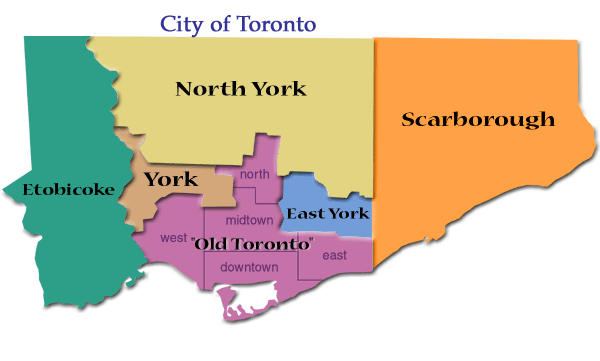 City of Toronto
North York
Scarborough
Etobicoke
York
north
East York
midtown
west
"Old Toronto"
east
downtown